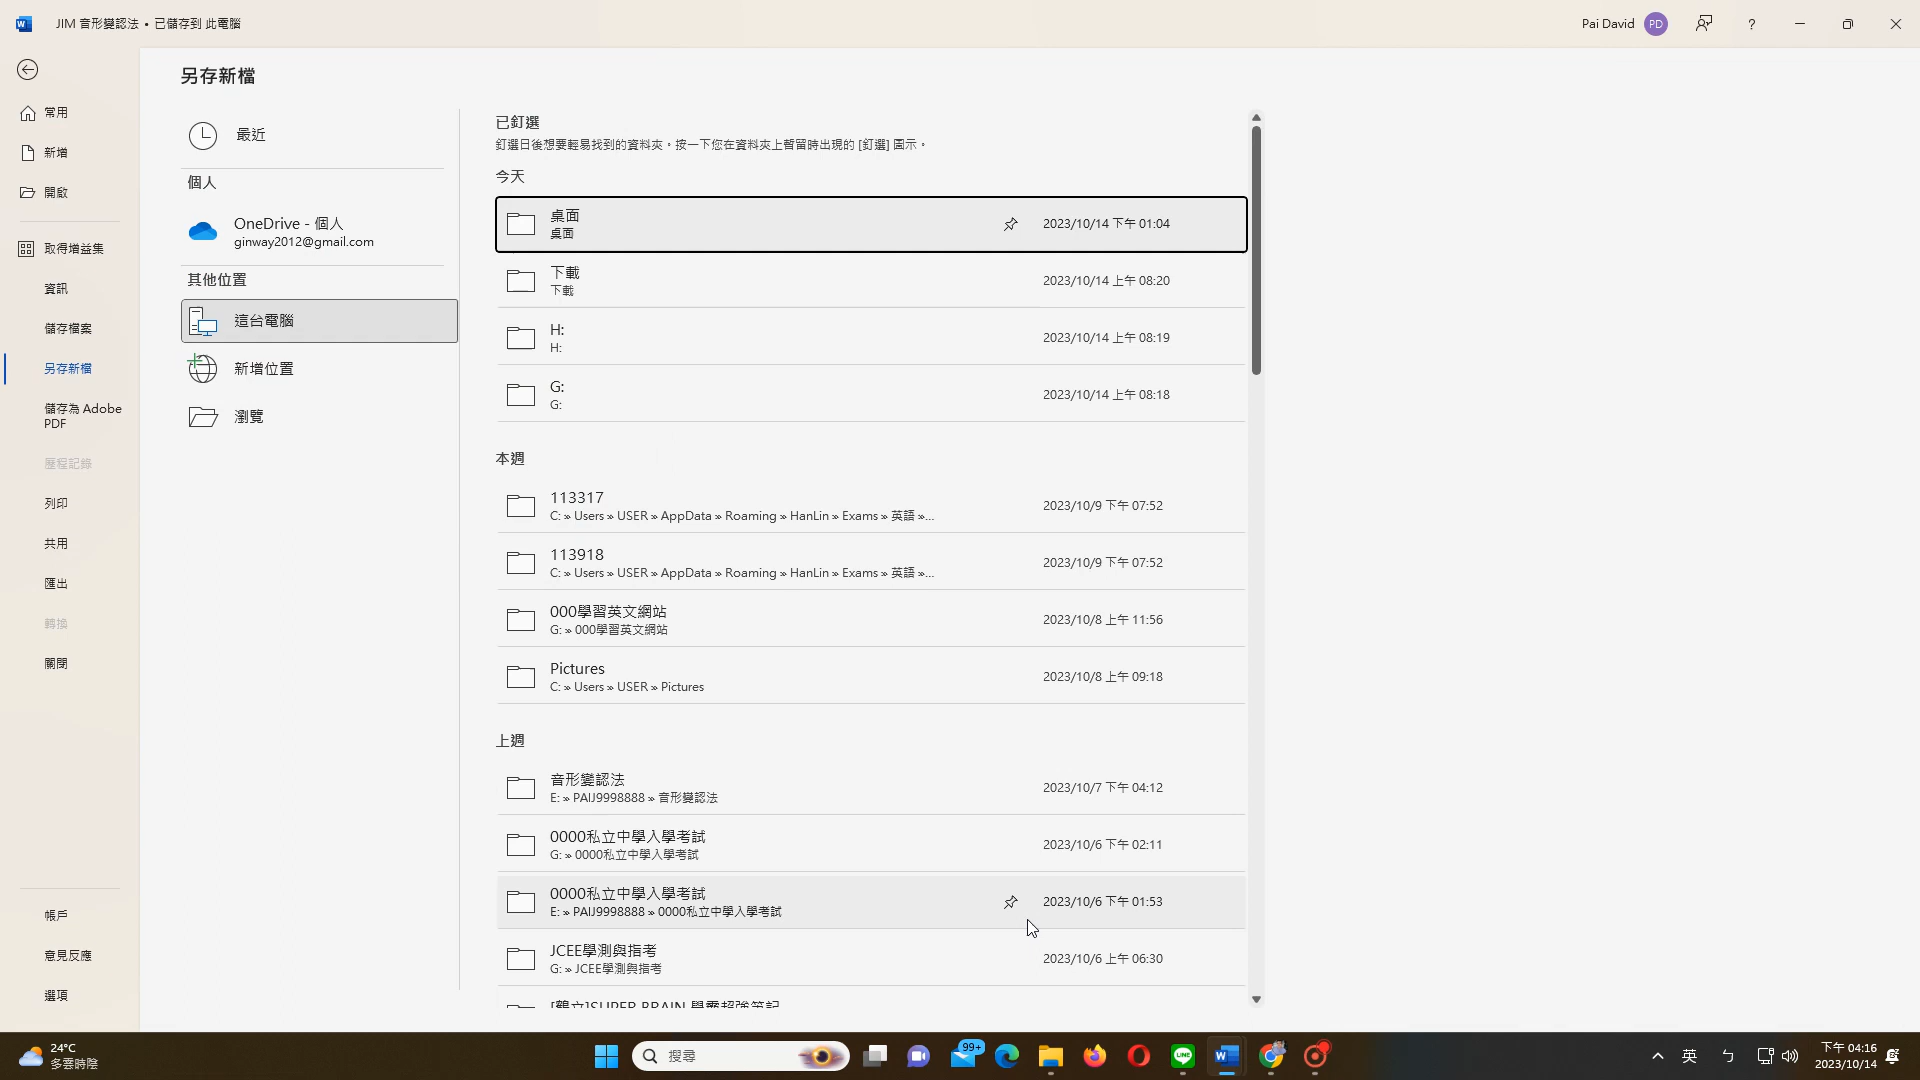 JIM 音形變認法 • 已儲存到 此電腦
Pai David
PD
?
常用
新增
開啟
取得增益集
資訊
儲存檔案
另存新檔
儲存為 Adobe
PDF
歷程記錄
列印
共用
匯出
轉換
關閉
帳戶
意見反應
選項
另存新檔
最近
個人
OneDrive - 個人
ginway2012@gmail.com
其他位置
這台電腦
新增位置
瀏覽
已釘選
釘選日後想要輕易找到的資料夾。按一下您在資料夾上暫留時出現的 [釘選] 圖示。
今天
桌面
桌面
2023/10/14 下午 01:04
下載
下載
2023/10/14 上午 08:20
H:
H:
2023/10/14 上午 08:19
G:
G:
2023/10/14 上午 08:18
本週
113317
C: » Users » USER » AppData » Roaming » HanLin » Exams » 英語 »...
2023/10/9 下午 07:52
113918
C: » Users » USER » AppData » Roaming » HanLin » Exams » 英語 »...
2023/10/9 下午 07:52
000學習英文網站
G: » 000學習英文網站
2023/10/8 上午 11:56
Pictures
C: » Users » USER » Pictures
2023/10/8 上午 09:18
上週
音形變認法
E: » PAIJ9998888 » 音形變認法
2023/10/7 下午 04:12
0000私立中學入學考試
G: » 0000私立中學入學考試
2023/10/6 下午 02:11
0000私立中學入學考試
E: » PAIJ9998888 » 0000私立中學入學考試
2023/10/6 下午 01:53
JCEE學測與指考
G: » JCEE學測與指考
2023/10/6 上午 06:30
[鶴立]SUPER BRAIN 學霸超強筆記
24°C
多雲時陰
搜尋
99+
LINE
英
ㄅ
下午 04:16
2023/10/14